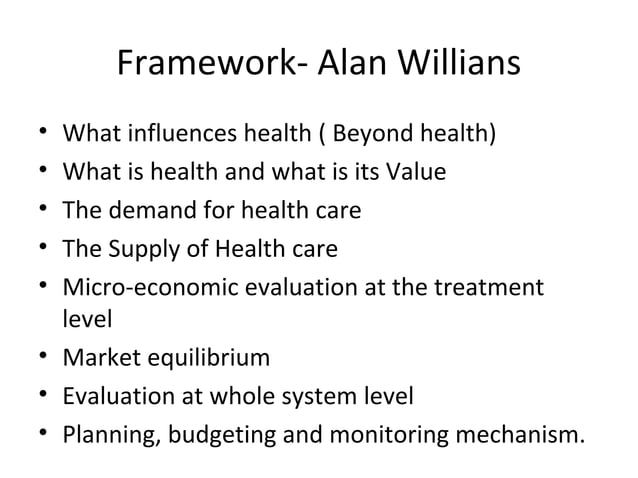 Framework- Alan Willians
• What influences health ( Beyond health)
• What is health and what is its Value
• The demand for health care
• The Supply of Health care
• Micro-economic evaluation at the treatment
level
• Market equilibrium
• Evaluation at whole system level
• Planning, budgeting and monitoring mechanism.